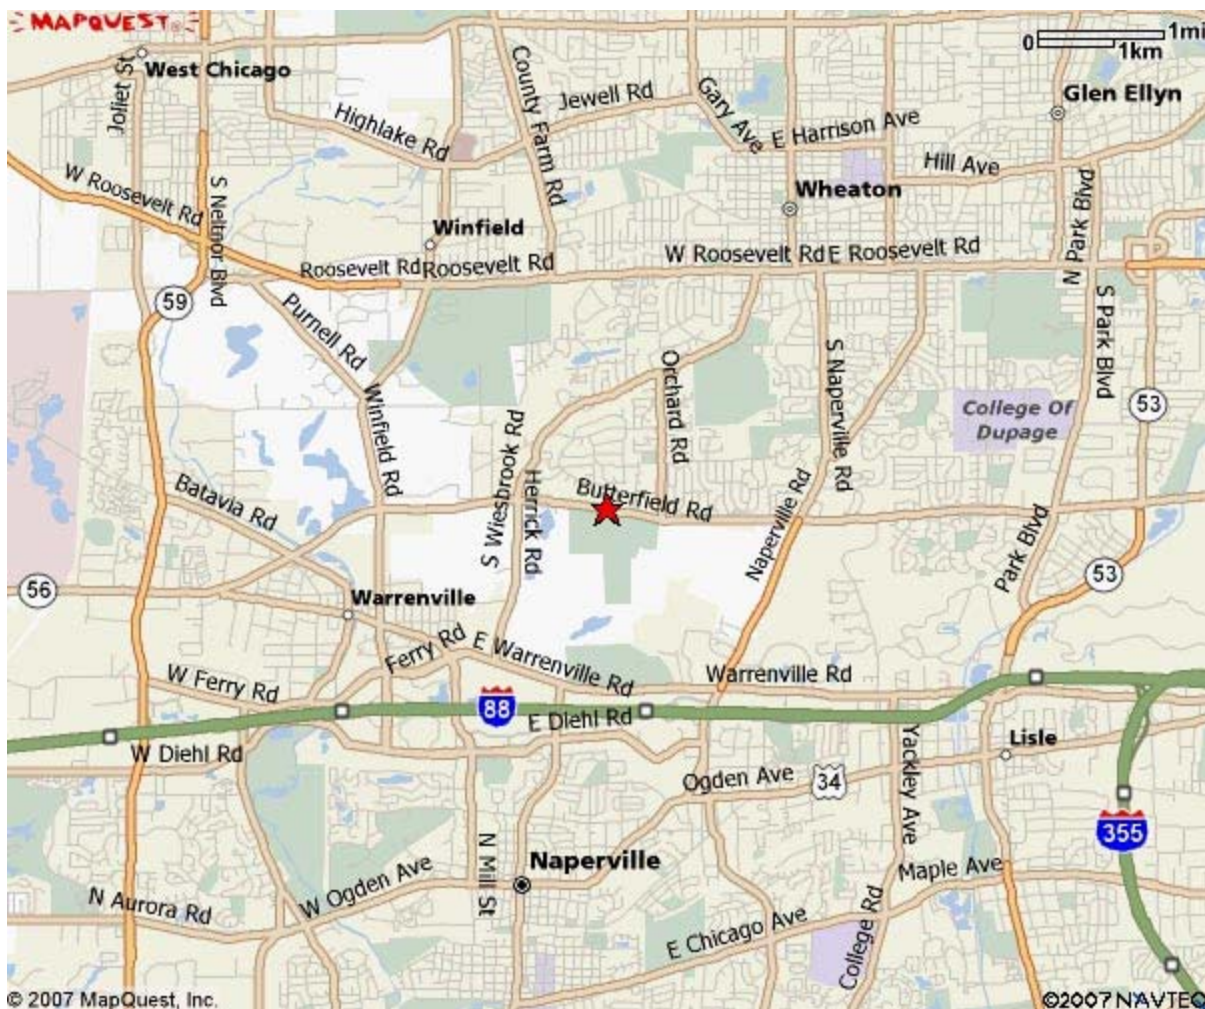 MAPQUEST
0
1mi
1km
West Chicago
Joliet St
Highlake Rd
County Farm Rd
Jewell Rd
Gary Ave
E Harrison Ave
Glen Ellyn
Hill Ave
W Roosevelt Rd
S Neltnor Blvd
Winfield
Wheaton
N Park Blvd
Roosevelt Rd
Roosevelt Rd
W Roosevelt Rd
E Roosevelt Rd
59
Purnell Rd
Winfield Rd
Orchard Rd
S Naperville Rd
S Park Blvd
53
College Of
Dupage
S Wiesbrook Rd
Herrick Rd
Butterfield Rd
Batavia Rd
Naperville Rd
Park Blvd
53
56
Warrenville
Ferry Rd
E Warrenville Rd
Warrenville Rd
W Ferry Rd
88
E Diehl Rd
W Diehl Rd
Lisle
Ogden Ave
34
Yackley Ave
355
N Mill St
Naperville
Maple Ave
W Ogden Ave
N Aurora Rd
E Chicago Ave
College Rd
© 2007 MapQuest, Inc.
©2007 NAVTEQ